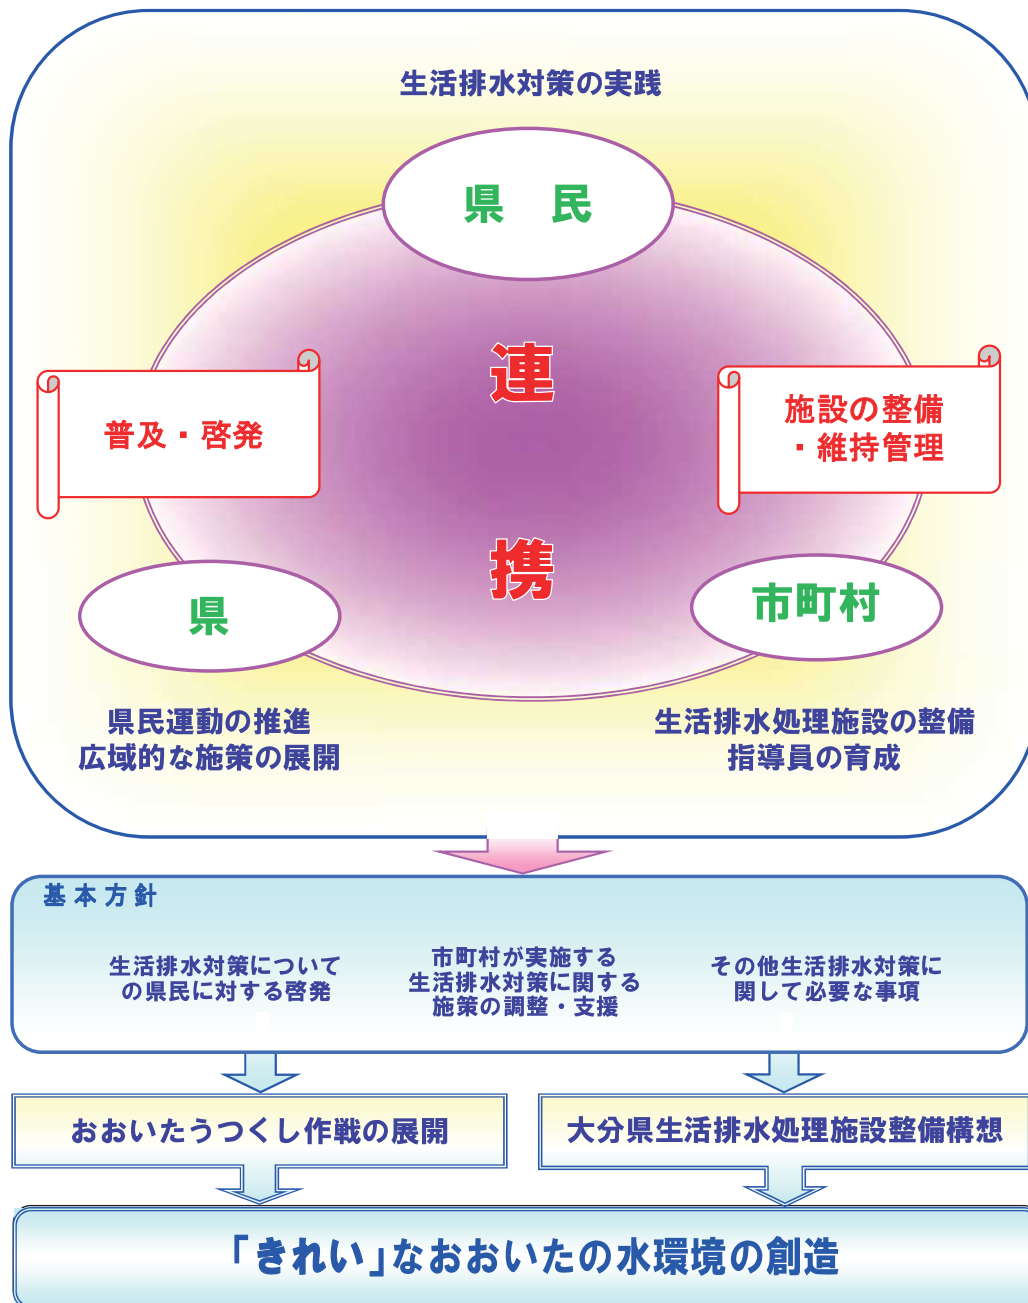 生活排水対策の実践
県 民
連
携
普及・啓発
施設の整備
・維持管理
県
市町村
県民運動の推進
広域的な施策の展開
生活排水処理施設の整備
指導員の育成
基本方針
生活排水対策について
の県民に対する啓発
市町村が実施する
生活排水対策に関する
施策の調整・支援
その他生活排水対策に
関して必要な事項
おおいたうつくし作戦の展開
大分県生活排水処理施設整備構想
「きれい」なおおいたの水環境の創造